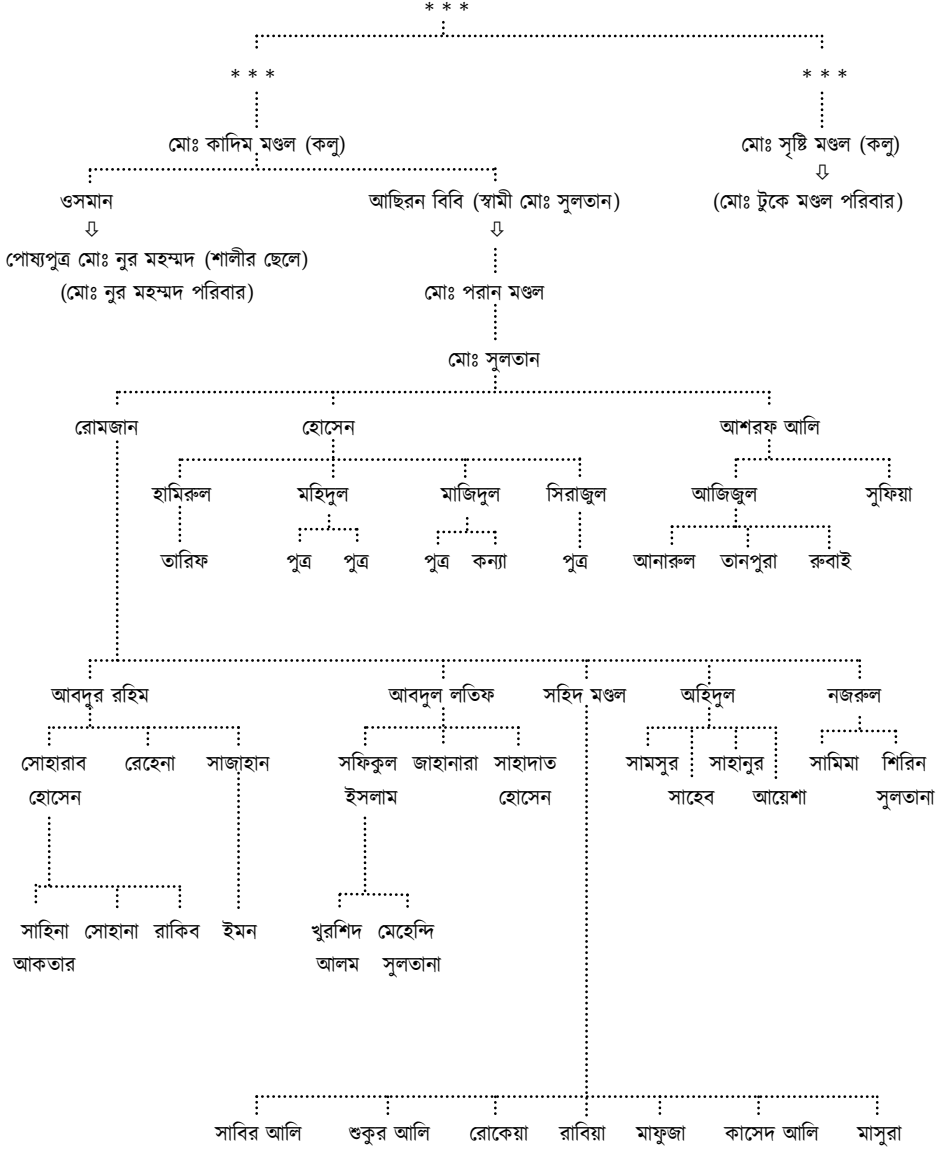 * * *
* * * * * *
মোঃ কাদিম মণ্ডল (কলু) মোঃ সৃষ্টি মণ্ডল (কলু)
ওসমান আছিরন বিবি (স্বামী মোঃ সুলতান) (মোঃ টুকে মণ্ডল পরিবার)
পোষ্যপুত্র মোঃ নুর মহম্মদ (শালীর ছেলে)
(মোঃ নুর মহম্মদ পরিবার) মোঃ পরান মণ্ডল
মোঃ সুলতান
রোমজান হোসেন আশরফ আলি
হামিরুল মহিদুল মাজিদুল সিরাজুল আজিজুল সুফিয়া
তারিফ পুত্র পুত্র পুত্র কন্যা পুত্র আনারুল তানপুরা রুবাই
আবদুর রহিম আবদুল লতিফ সহিদ মণ্ডল অহিদুল নজরুল
সোহারাব রেহেনা সাজাহান সফিকুল জাহানারা সাহাদাত সামসুর সাহানুর সামিমা শিরিন
হোসেন ইসলাম হোসেন সাহেব আয়েশা সুলতানা
সাহিনা সোহানা রাকিব ইমন খুরশিদ মেহেন্দি
আকতার আলম সুলতানা
সাবির আলি শুকুর আলি রোকেয়া রাবিয়া মাফুজা কাসেদ আলি মাসুরা